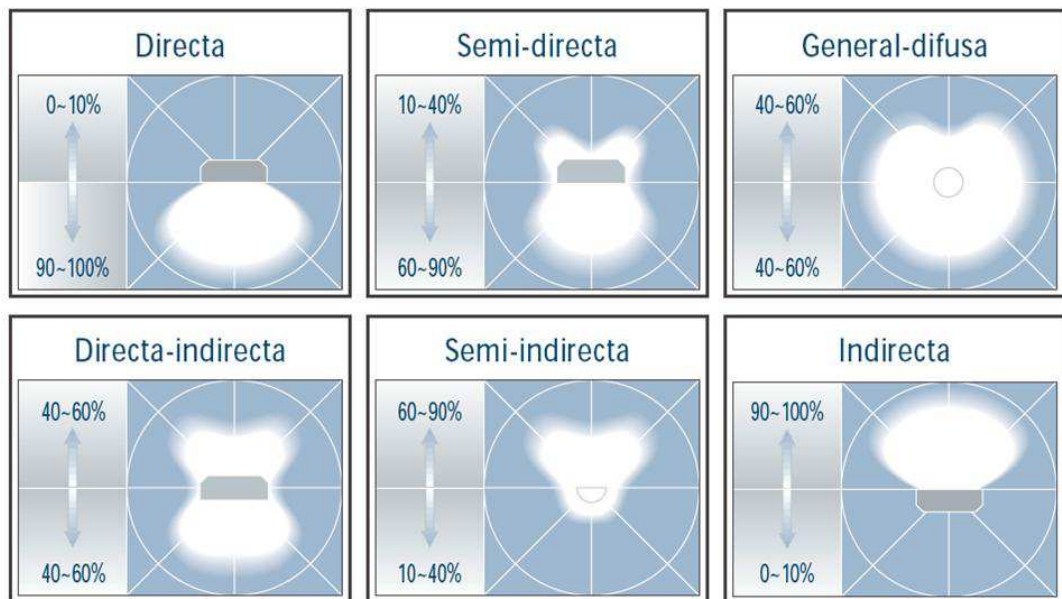 Directa
0~10%
90~100%
Semi-directa
10~40%
60~90%
General-difusa
40~60%
40~60%
Directa-indirecta
40~60%
40~60%
Semi-indirecta
60~90%
10~40%
Indirecta
90~100%
0~10%